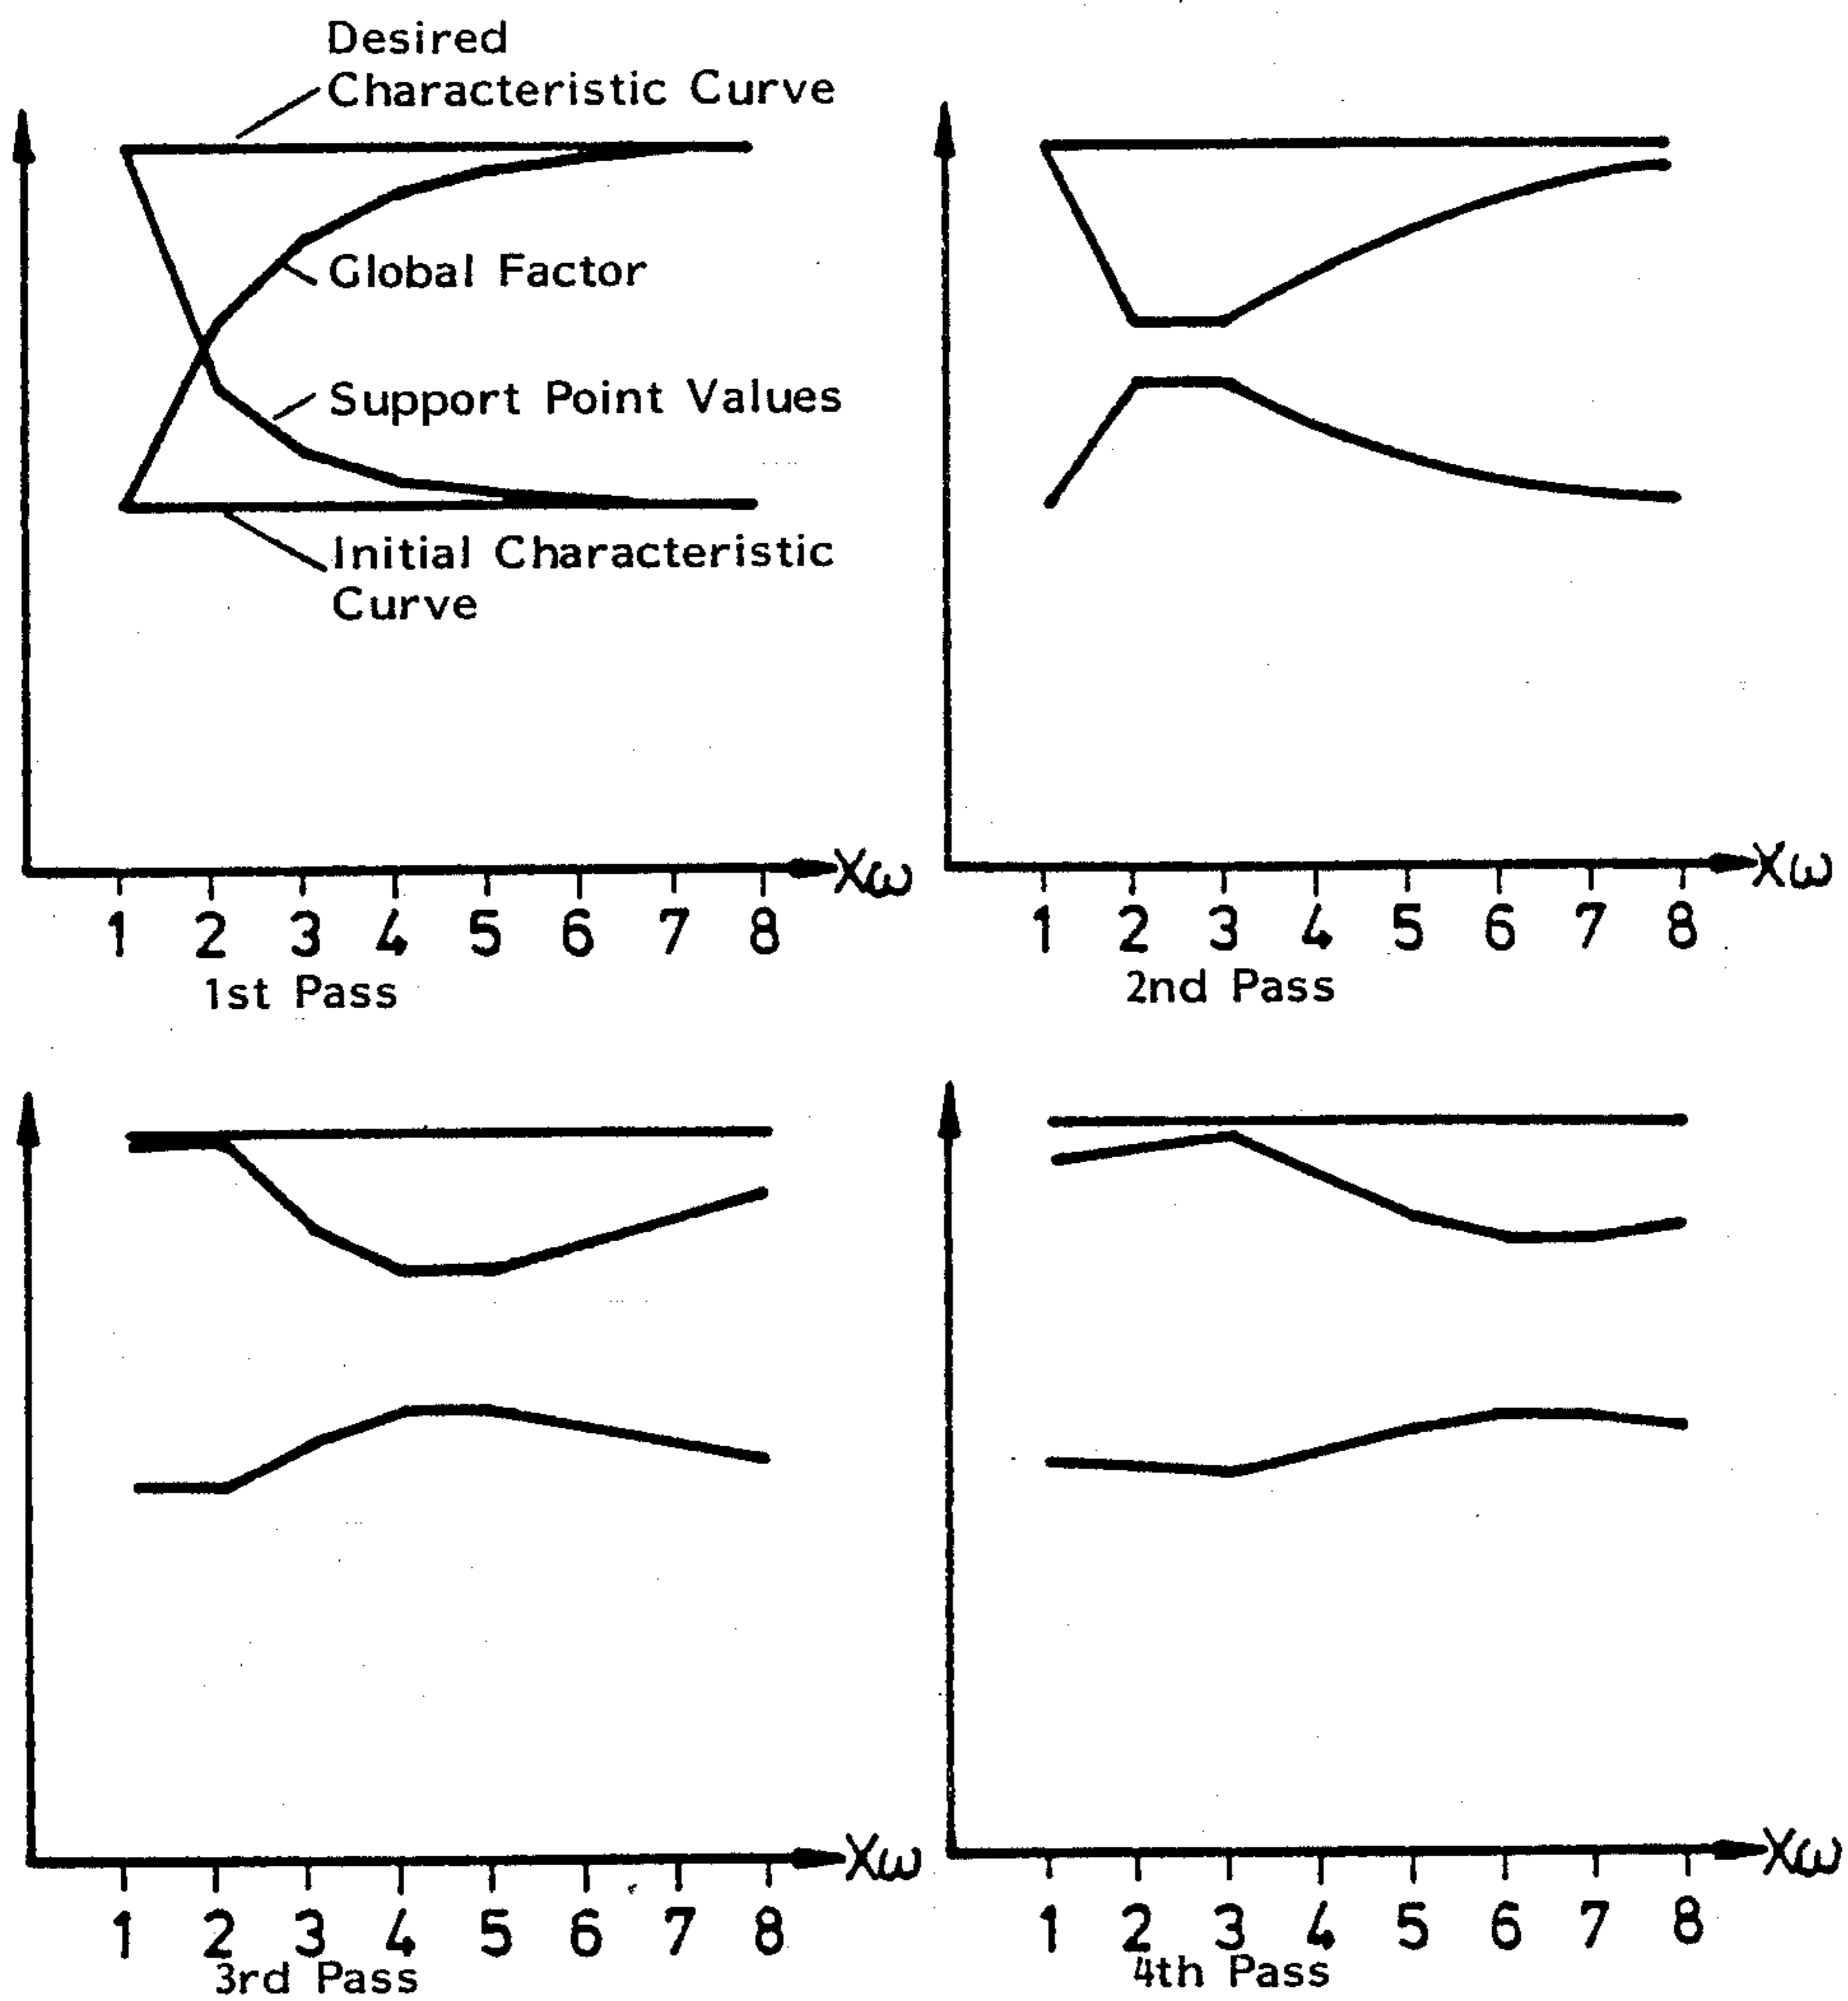 Desired
Characteristic Curve
Global Factor
Support Point Values
Initial Characteristic
Curve
Xω
1 2 3 4 5 6 7 8
1st Pass
Xω
1 2 3 4 5 6 7 8
2nd Pass
Xω
1 2 3 4 5 6 7 8
3rd Pass
Xω
1 2 3 4 5 6 7 8
4th Pass